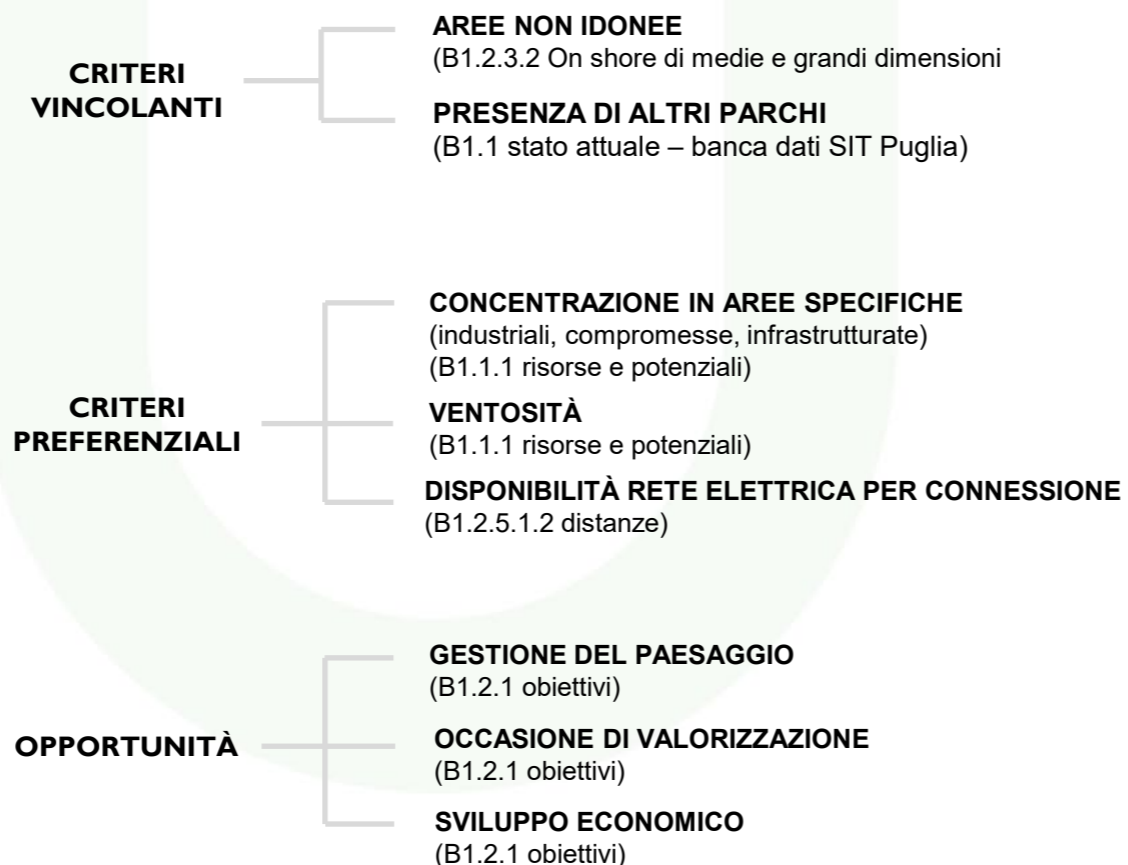 CRITERI
VINCOLANTI
AREE NON IDONEE
(B1.2.3.2 On shore di medie e grandi dimensioni
PRESENZA DI ALTRI PARCHI
(B1.1 stato attuale – banca dati SIT Puglia)
CRITERI
PREFERENZIALI
CONCENTRAZIONE IN AREE SPECIFICHE
(industriali, compromesse, infrastrutturate)
(B1.1.1 risorse e potenziali)
VENTOSITÀ
(B1.1.1 risorse e potenziali)
DISPONIBILITÀ RETE ELETTRICA PER CONNESSIONE
(B1.2.5.1.2 distanze)
OPPORTUNITÀ
GESTIONE DEL PAESAGGIO
(B1.2.1 obiettivi)
OCCASIONE DI VALORIZZAZIONE
(B1.2.1 obiettivi)
SVILUPPO ECONOMICO
(B1.2.1 obiettivi)